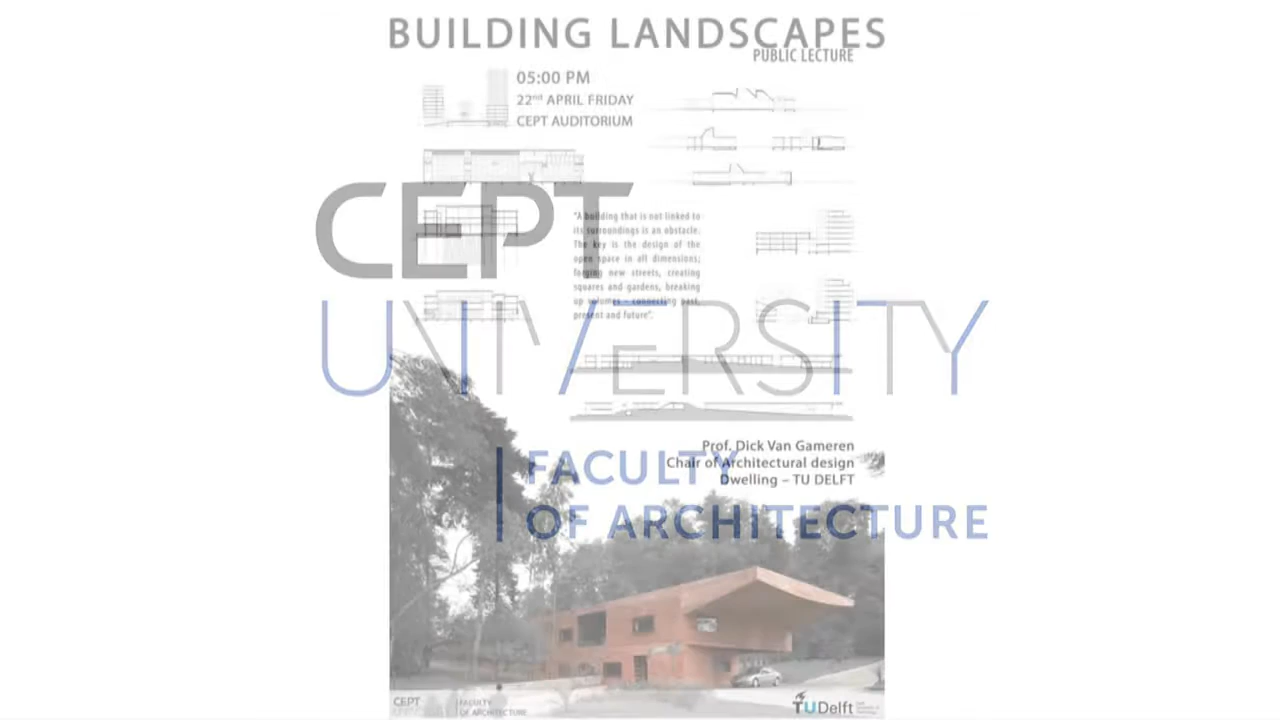 BUILDING LANDSCAPES
PUBLIC LECTURE
05:00 PM
22nd APRIL FRIDAY
CEPT AUDITORIUM
CEPT
UNIVERSITY
"A building that is not linked to
its surroundings is an obstacle.
The key is the design of the
open space in all dimensions;
forging new streets, creating
squares and gardens, breaking
up volumes - connecting past,
present and future".
Prof. Dick Van Gameren
Chair of Architectural design
Dwelling – TU DELFT
FACULTY
OF ARCHITECTURE
CEPT
UNIVERSITY
FACULTY
OF ARCHITECTURE
TUDelft